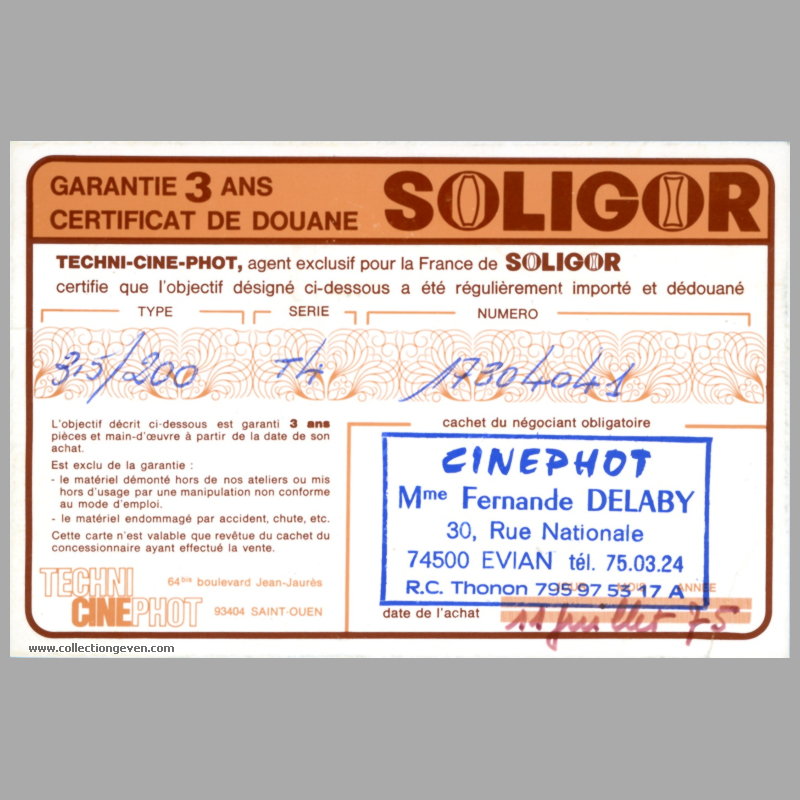 GARANTIE 3 ANS
CERTIFICAT DE DOUANE
SOLIGOR
TECHNI-CINE-PHOT, agent exclusif pour la France de SOLIGOR
certifie que l'objectif désigné ci-dessous a été régulièrement importé et dédouané
TYPE SERIE NUMERO
3,5/200 T4 17304041
L'objectif décrit ci-dessous est garanti 3 ans
pièces et main-d'œuvre à partir de la date de son
achat.
Est exclu de la garantie :
- le matériel démonté hors de nos ateliers ou mis
hors d'usage par une manipulation non conforme
au mode d'emploi.
- le matériel endommagé par accident, chute, etc.
Cette carte n'est valable que revêtue du cachet du
concessionnaire ayant effectué la vente.
TECHNI
CINEPHOT
64bis boulevard Jean-Jaurès
93404 SAINT-OUEN
cachet du négociant obligatoire
CINEPHOT
Mme Fernande DELABY
30, Rue Nationale
74500 EVIAN tél. 75.03.24
R.C. Thonon 795 97 53 17 A
JOUR MOIS ANNEE
date de l'achat 11 juillet 75
www.collectiongeven.com